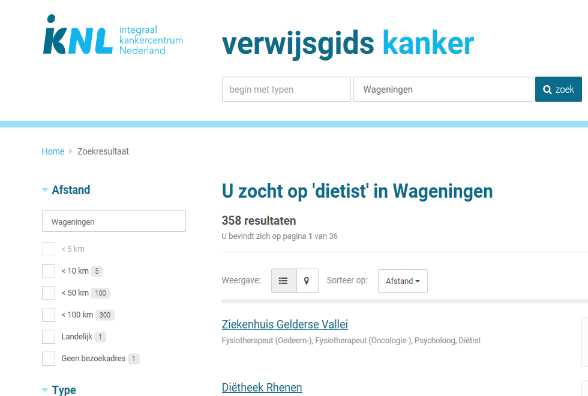 iKNL integraal
kankercentrum
Nederland
verwijsgids kanker
begin met typen
Wageningen
zoek
Home
Zoekresultaat
Afstand
Wageningen
< 5 km
< 10 km 5
< 50 km 100
< 100 km 300
Landelijk 1
Geen bezoekadres 1
Type
U zocht op 'dietist' in Wageningen
358 resultaten
U bevindt zich op pagina 1 van 36
Weergave:
Sorteer op: Afstand
Ziekenhuis Gelderse Vallei
Fysiotherapeut (Oedeem-), Fysiotherapeut (Oncologie-), Psycholoog, Diëtist
Diëtheek Rhenen